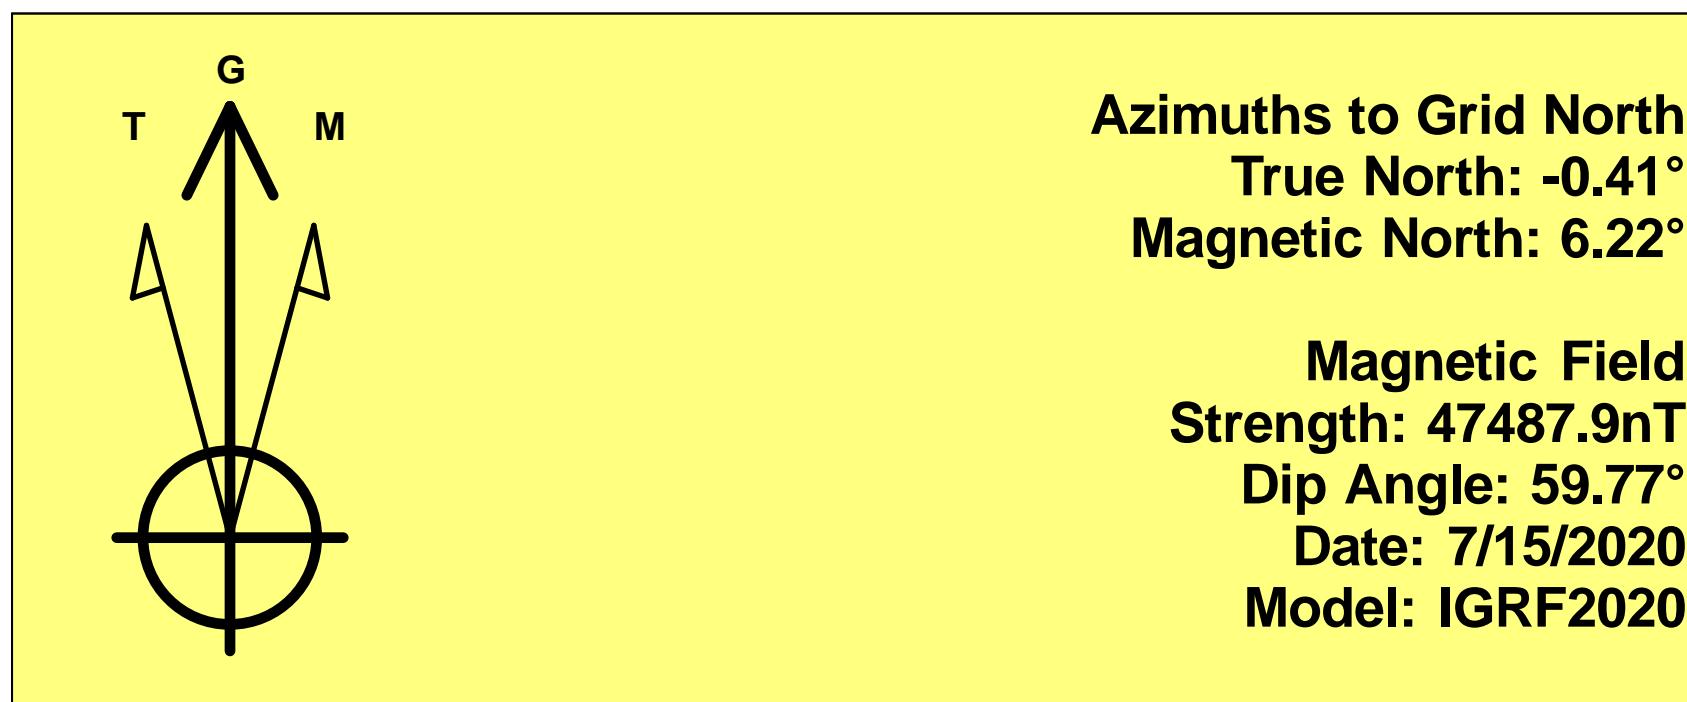 G
T
M
Azimuths to Grid North
True North: -0.41°
Magnetic North: 6.22°
Magnetic Field
Strength: 47487.9nT
Dip Angle: 59.77°
Date: 7/15/2020
Model: IGRF2020